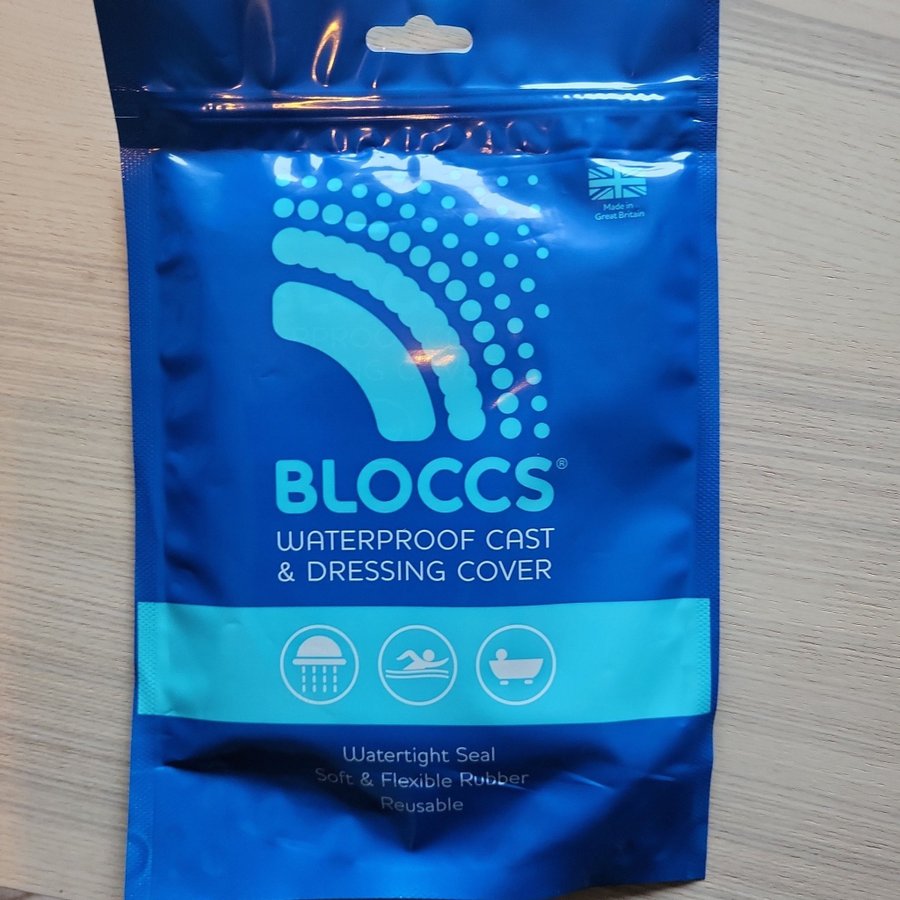 Made in
Great Britain
BLOCCS®
WATERPROOF CAST
& DRESSING COVER
Watertight Seal
Soft & Flexible Rubber
Reusable